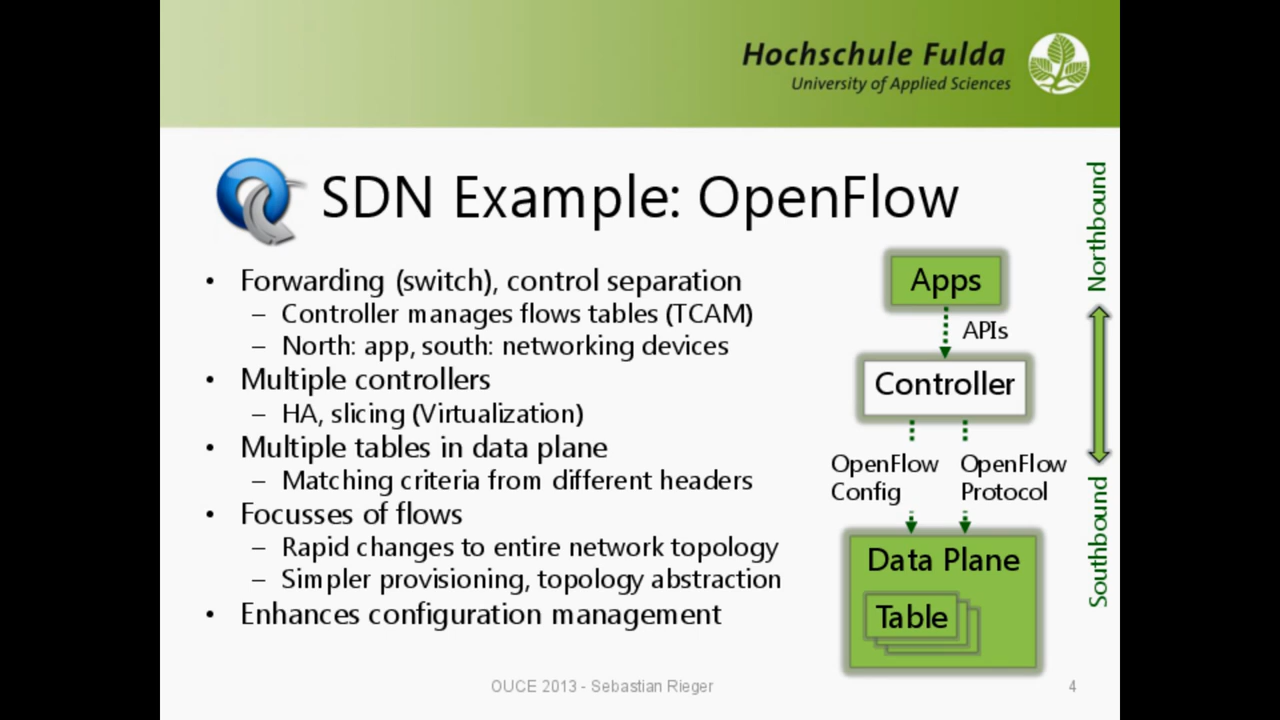 Hochschule Fulda
University of Applied Sciences
SDN Example: OpenFlow
• Forwarding (switch), control separation
– Controller manages flows tables (TCAM)
– North: app, south: networking devices
• Multiple controllers
– HA, slicing (Virtualization)
• Multiple tables in data plane
– Matching criteria from different headers
• Focusses of flows
– Rapid changes to entire network topology
– Simpler provisioning, topology abstraction
• Enhances configuration management
Apps
APIs
Controller
OpenFlow
Config
OpenFlow
Protocol
Data Plane
Table
Northbound
Southbound
OUCE 2013 - Sebastian Rieger
4